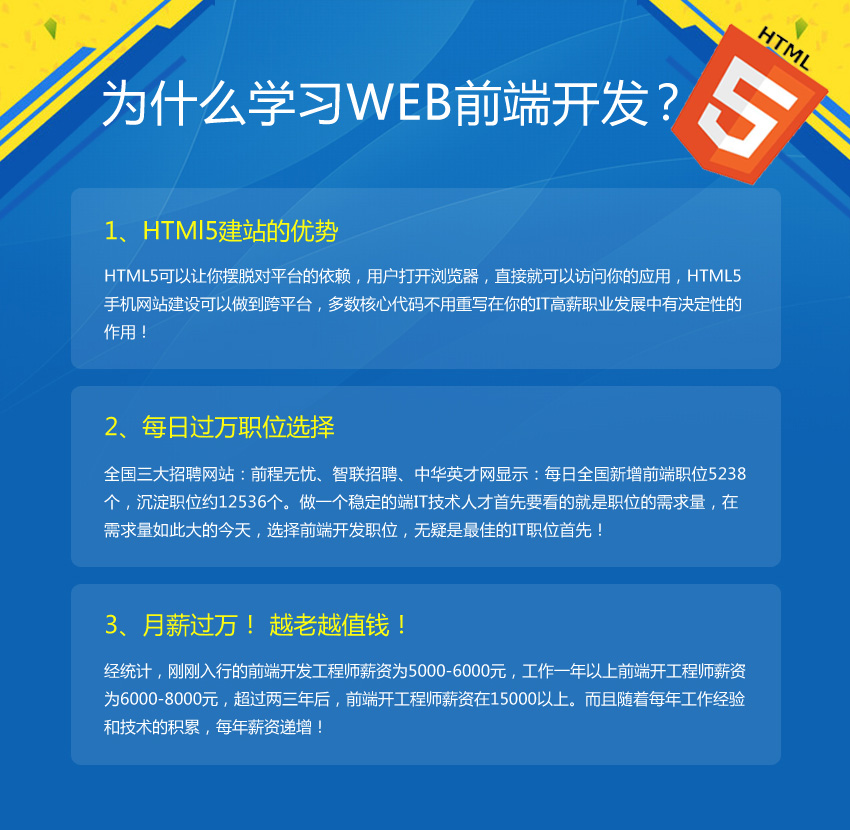 HTML
5
为什么学习WEB前端开发？
1、HTMl5建站的优势
HTML5可以让你摆脱对平台的依赖，用户打开浏览器，直接就可以访问你的应用，HTML5
手机网站建设可以做到跨平台，多数核心代码不用重写在你的IT高薪职业发展中有决定性的
作用！
2、每日过万职位选择
全国三大招聘网站：前程无忧、智联招聘、中华英才网显示：每日全国新增前端职位5238
个，沉淀职位约12536个。做一个稳定的端IT技术人才首先要看的就是职位的需求量，在
需求量如此大的今天，选择前端开发职位，无疑是最佳的IT职位首先！
3、月薪过万！ 越老越值钱！
经统计，刚刚入行的前端开发工程师薪资为5000-6000元，工作一年以上前端开工程师薪资
为6000-8000元，超过两三年后，前端开工程师薪资在15000以上。而且随着每年工作经验
和技术的积累，每年薪资递增！